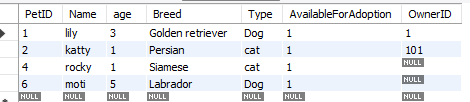 PetID Name age Breed Type AvailableForAdoption OwnerID
1 lily 3 Golden retriever Dog 1 1
2 katty 1 Persian cat 1 101
4 rocky 1 Siamese cat 1 NULL
6 moti 5 Labrador Dog 1 NULL
NULL NULL NULL NULL NULL NULL NULL